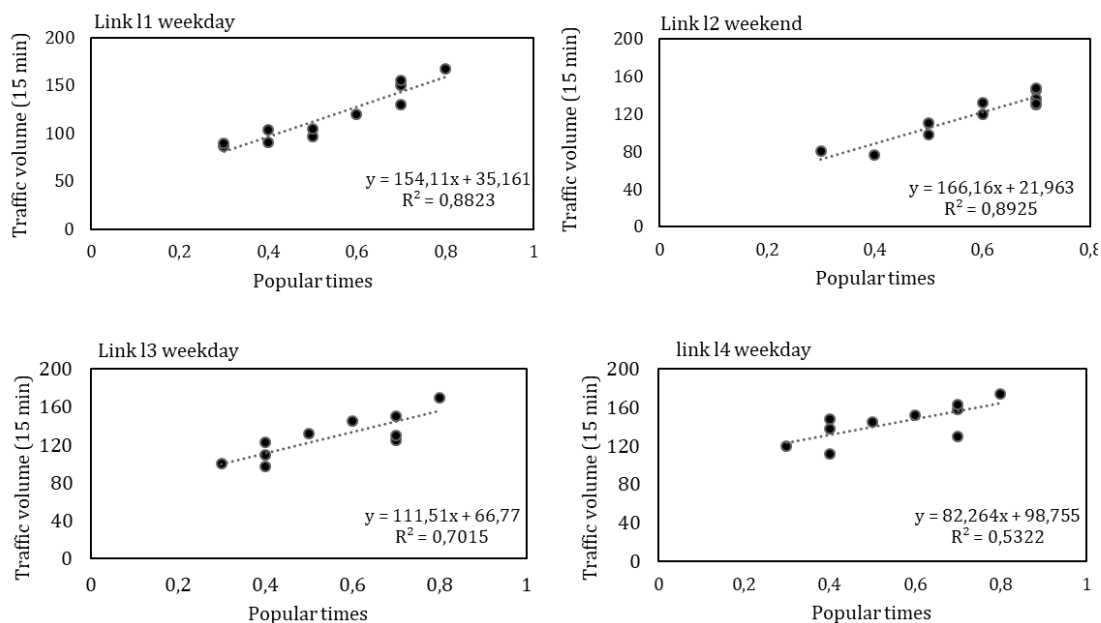 Link l1 weekday
Traffic volume (15 min)
200
150
100
50
0
y = 154,11x + 35,161
R² = 0,8823
0 0,2 0,4 0,6 0,8 1
Popular times
Link l2 weekend
Traffic volume (15 min
200
160
120
80
40
0
y = 166,16x + 21,963
R² = 0,8925
0 0,2 0,4 0,6 0,8
Popular times
Link l3 weekday
Traffic volume (15 min)
200
160
120
80
40
0
y = 111,51x + 66,77
R² = 0,7015
0 0,2 0,4 0,6 0,8 1
Popular times
link l4 weekday
Traffic volume (15 min)
200
160
120
80
40
0
y = 82,264x + 98,755
R² = 0,5322
0 0,2 0,4 0,6 0,8 1
Popular times